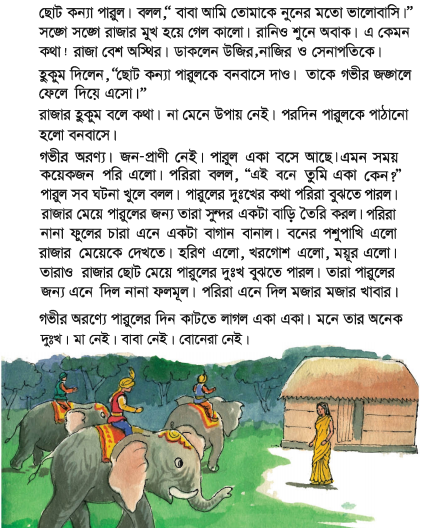 ছোট কন্যা পারুল। বলল,“ বাবা আমি তোমাকে নুনের মতো ভালোবাসি।”
সঙ্গে সঙ্গে রাজার মুখ হয়ে গেল কালো। রানিও শুনে অবাক। এ কেমন
কথা! রাজা বেশ অস্থির। ডাকলেন উজির,নাজির ও সেনাপতিকে।
হুকুম দিলেন, “ছোট কন্যা পারুলকে বনবাসে দাও। তাকে গভীর জঙ্গলে
ফেলে দিয়ে এসো।”
রাজার হুকুম বলে কথা। না মেনে উপায় নেই। পরদিন পারুলকে পাঠানো
হলো বনবাসে।
গভীর অরণ্য। জন-প্রাণী নেই। পারুল একা বসে আছে।এমন সময়
কয়েকজন পরি এলো। পরিরা বলল, “এই বনে তুমি একা কেন?”
পারুল সব ঘটনা খুলে বলল। পারুলের দুঃখের কথা পরিরা বুঝতে পারল।
রাজার মেয়ে পারুলের জন্য তারা সুন্দর একটা বাড়ি তৈরি করল।পরিরা
নানা ফুলের চারা এনে একটা বাগান বানাল। বনের পশুপাখি এলো
রাজার মেয়েকে দেখতে। হরিণ এলো, খরগোশ এলো, ময়ূর এলো।
তারাও রাজার ছোট মেয়ে পারুলের দুঃখ বুঝতে পারল। তারা পারুলের
জন্য এনে দিল নানা ফলমূল। পরিরা এনে দিল মজার মজার খাবার।
গভীর অরণ্যে পারুলের দিন কাটতে লাগল একা একা। মনে তার অনেক
দুঃখ। মা নেই। বাবা নেই। বোনেরা নেই।